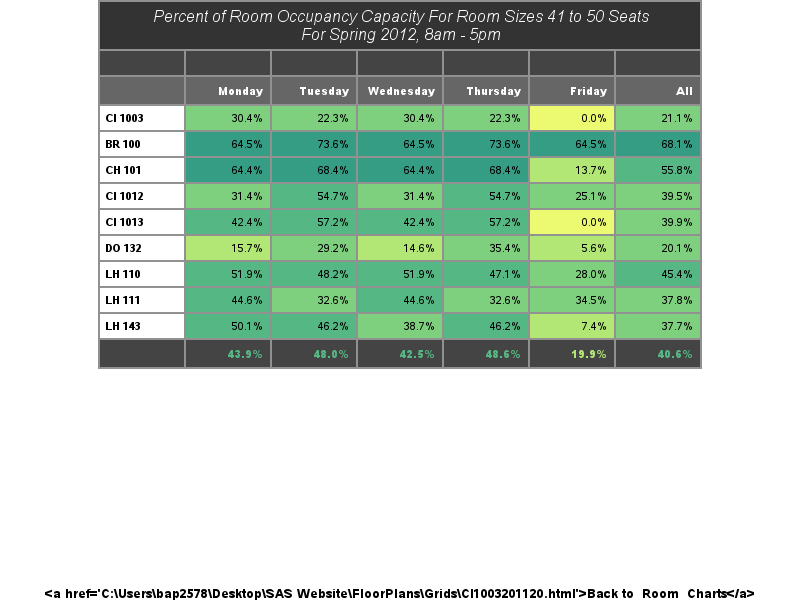 Percent of Room Occupancy Capacity For Room Sizes 41 to 50 Seats
For Spring 2012, 8am - 5pm
Monday Tuesday Wednesday Thursday Friday All
CI 1003 30.4% 22.3% 30.4% 22.3% 0.0% 21.1%
BR 100 64.5% 73.6% 64.5% 73.6% 64.5% 68.1%
CH 101 64.4% 68.4% 64.4% 68.4% 13.7% 55.8%
CI 1012 31.4% 54.7% 31.4% 54.7% 25.1% 39.5%
CI 1013 42.4% 57.2% 42.4% 57.2% 0.0% 39.9%
DO 132 15.7% 29.2% 14.6% 35.4% 5.6% 20.1%
LH 110 51.9% 48.2% 51.9% 47.1% 28.0% 45.4%
LH 111 44.6% 32.6% 44.6% 32.6% 34.5% 37.8%
LH 143 50.1% 46.2% 38.7% 46.2% 7.4% 37.7%
43.9% 48.0% 42.5% 48.6% 19.9% 40.6%
<a href='C:\Users\bap2578\Desktop\SAS Website\FloorPlans\Grids\CI1003201120.html'>Back to Room Charts</a>